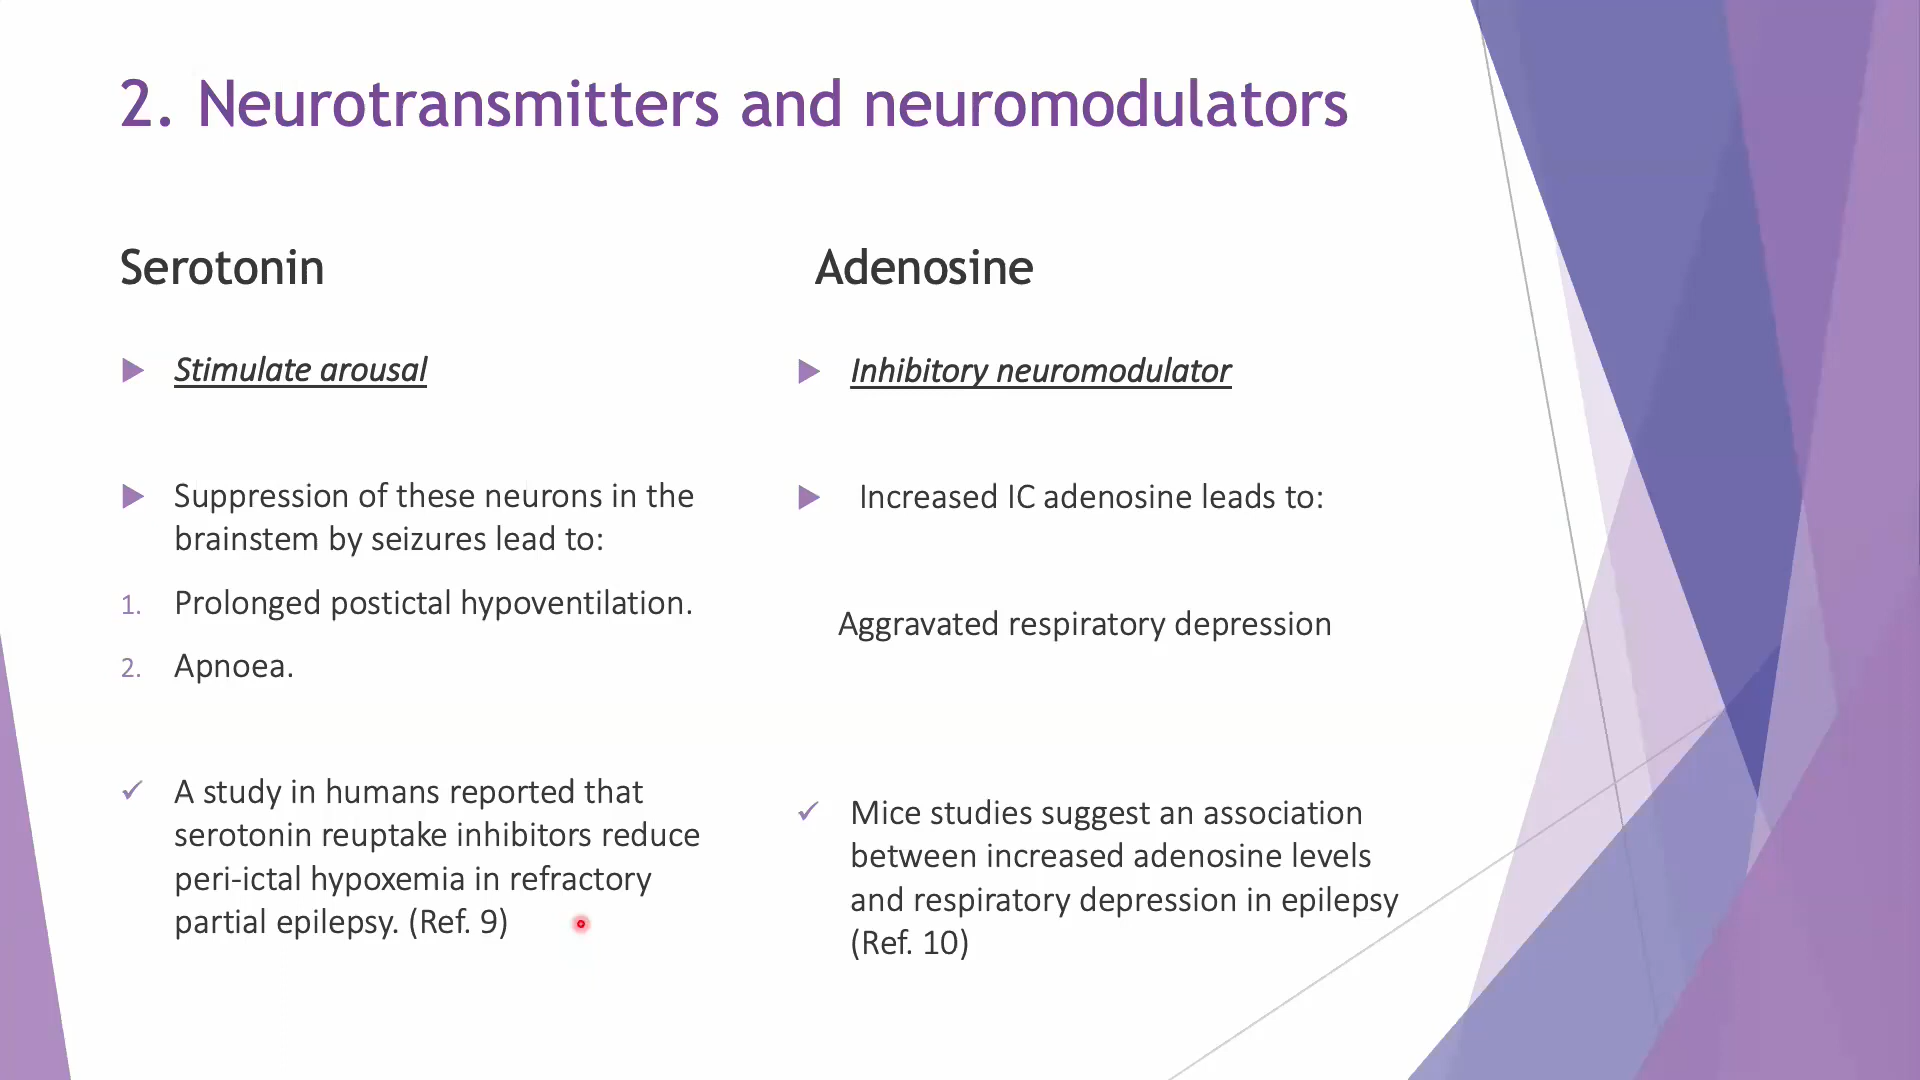 2. Neurotransmitters and neuromodulators
Serotonin
Stimulate arousal
Suppression of these neurons in the
brainstem by seizures lead to:
1. Prolonged postictal hypoventilation.
2. Apnoea.
✓ A study in humans reported that
serotonin reuptake inhibitors reduce
peri-ictal hypoxemia in refractory
partial epilepsy. (Ref. 9)
Adenosine
Inhibitory neuromodulator
Increased IC adenosine leads to:
Aggravated respiratory depression
✓ Mice studies suggest an association
between increased adenosine levels
and respiratory depression in epilepsy
(Ref. 10)